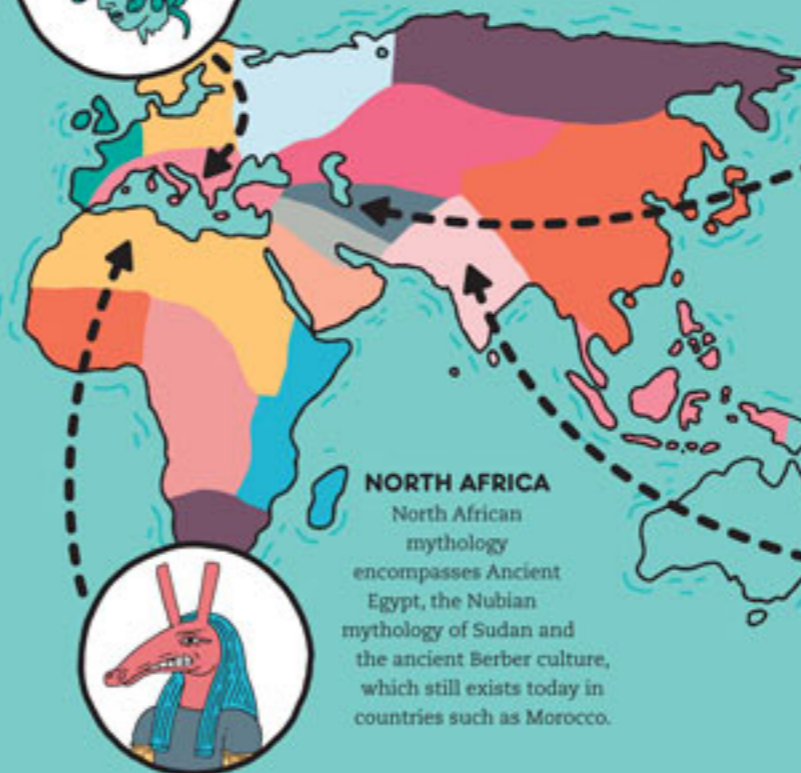 NORTH AFRICA
North African
mythology
encompasses Ancient
Egypt, the Nubian
mythology of Sudan and
the ancient Berber culture,
which still exists today in
countries such as Morocco.